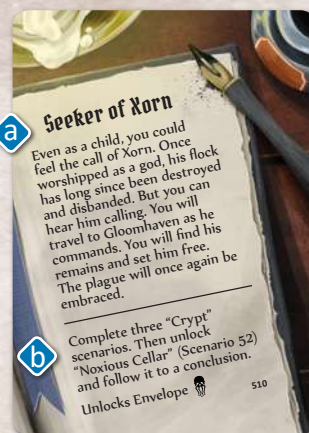 Seeker of Xorn
a
Even as a child, you could
feel the call of Xorn. Once
worshipped as a god, his flock
has long since been destroyed
and disbanded. But you can
hear him calling. You will
travel to Gloomhaven as he
commands. You will find his
remains and set him free.
The plague will once again be
embraced.
b
Complete three “Crypt”
scenarios. Then unlock
“Noxious Cellar” (Scenario 52)
and follow it to a conclusion.
Unlocks Envelope
510